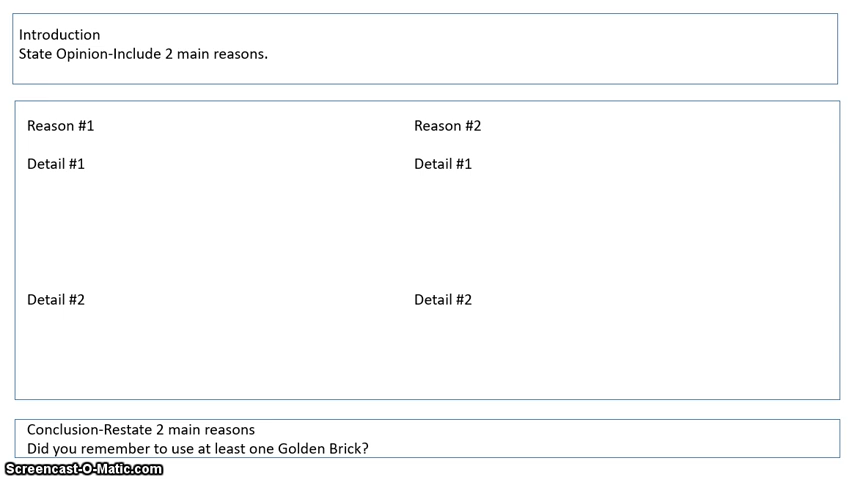 Introduction
State Opinion-Include 2 main reasons.
Reason #1
Reason #2
Detail #1
Detail #1
Detail #2
Detail #2
Conclusion-Restate 2 main reasons
Did you remember to use at least one Golden Brick?
Screencast-O-Matic.com